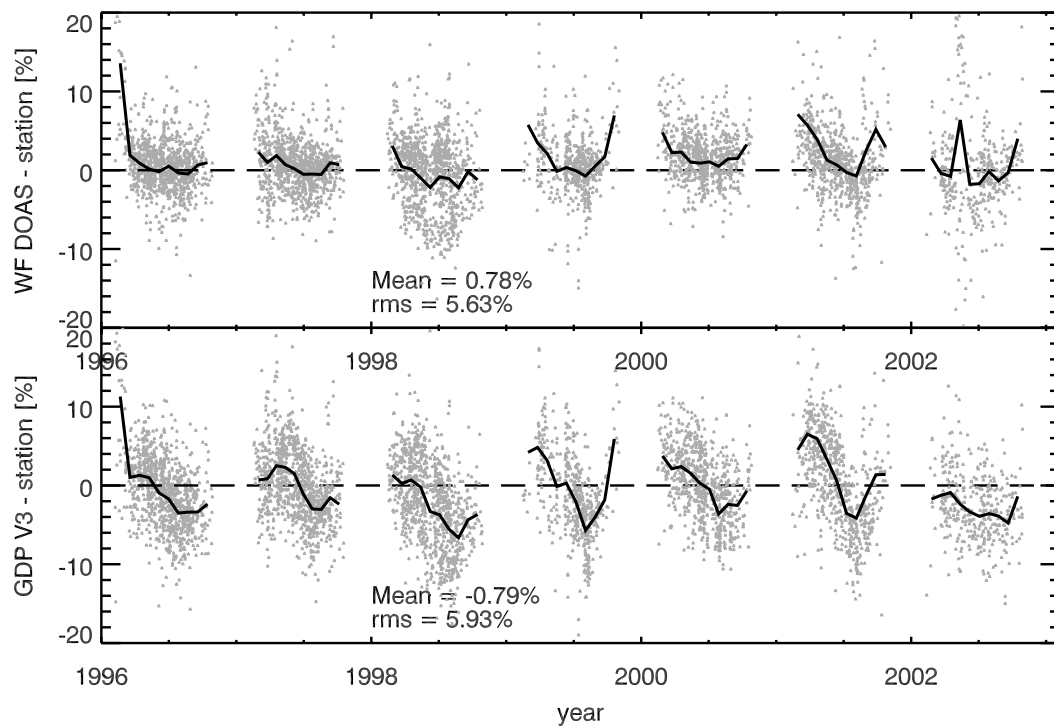 20
10
0
-10
-20
WF DOAS - station [%]
Mean = 0.78%
rms = 5.63%
1996
1998
2000
2002
20
10
0
-10
-20
GDP V3 - station [%]
Mean = -0.79%
rms = 5.93%
1996
1998
2000
2002
year